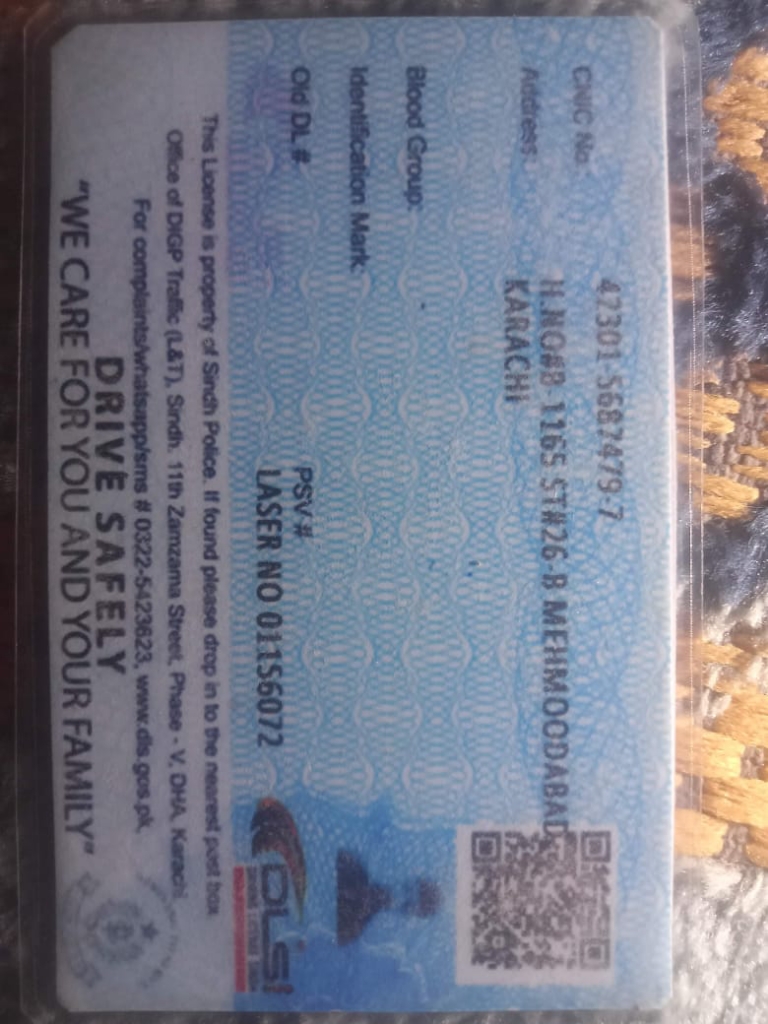 CNIC No. 42301-5687479-7
Address: H.NO#B-1165 ST#26-B MEHMOODABAD
KARACHI
Blood Group:
Identification Mark:
Old DL #
PSV #
LASER NO 01156072
This License is property of Sindh Police. If found please drop in to the nearest post box
Office of DIGP Traffic (L&T), Sindh. 11th Zamzama Street, Phase - V, DHA, Karachi
For complaints/whatsapp/sms # 0322-5423623, www.dls.gos.pk,
DRIVE SAFELY
"WE CARE FOR YOU AND YOUR FAMILY"
DLS